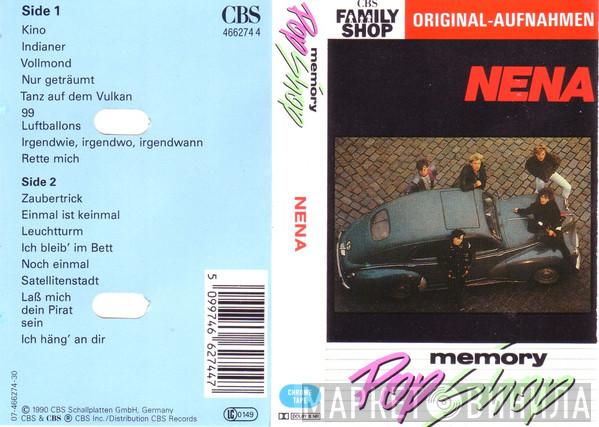 Side 1
Kino
Indianer
Vollmond
Nur geträumt
Tanz auf dem Vulkan
99
Luftballons
Irgendwie, irgendwo, irgendwann
Rette mich
Side 2
Zaubertrick
Einmal ist keinmal
Leuchtturm
Ich bleib' im Bett
Noch einmal
Satellitenstadt
Laß mich
dein Pirat
sein
Ich häng' an dir
07-466274-30
© 1990 CBS Schallplatten GmbH, Germany
CBS & CBS ® CBS Inc./Distribution CBS Records
CBS
466274 4
5 099746 627447
LC 0149
memory
Pop Shop
NENA
CHROME
TAPE
DOLBY B NR
CBS
FAMILY
SHOP
ORIGINAL-AUFNAHMEN
NENA
memory
Pop Shop
МАРКЕТ ВИНИЛА